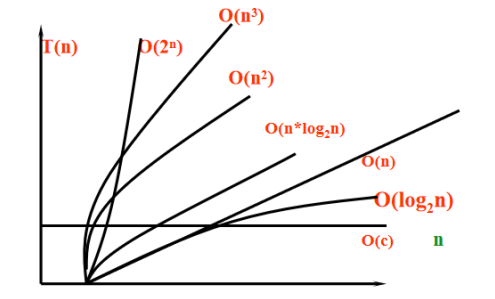 O(n³)
T(n)
O(2ⁿ)
O(n²)
O(n*log₂n)
O(n)
O(log₂n)
O(c)
n